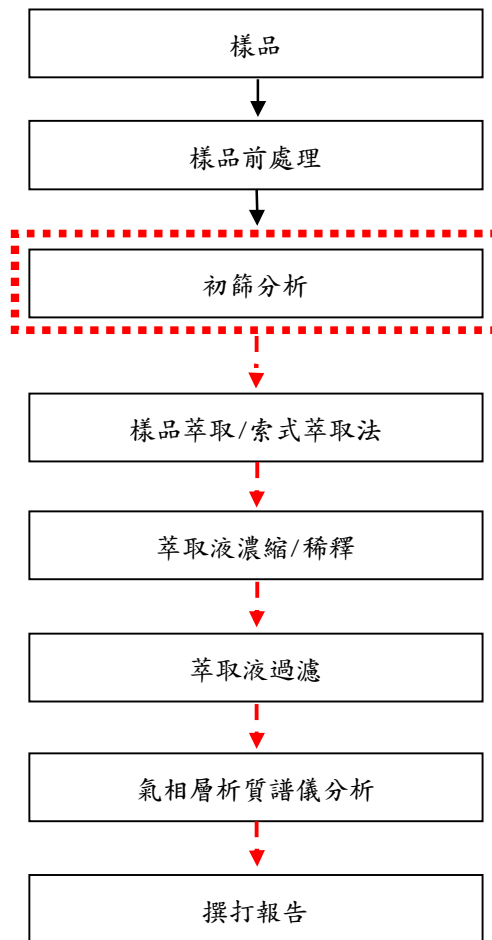 樣品
樣品前處理
初篩分析
樣品萃取/索式萃取法
萃取液濃縮/稀釋
萃取液過濾
氣相層析質譜儀分析
撰打報告